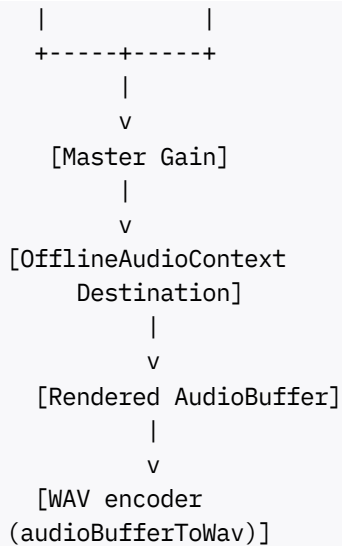 |             |
+-----+-----+
|
v
[Master Gain]
|
v
[OfflineAudioContext
Destination]
|
v
[Rendered AudioBuffer]
|
v
[WAV encoder
(audioBufferToWav)]